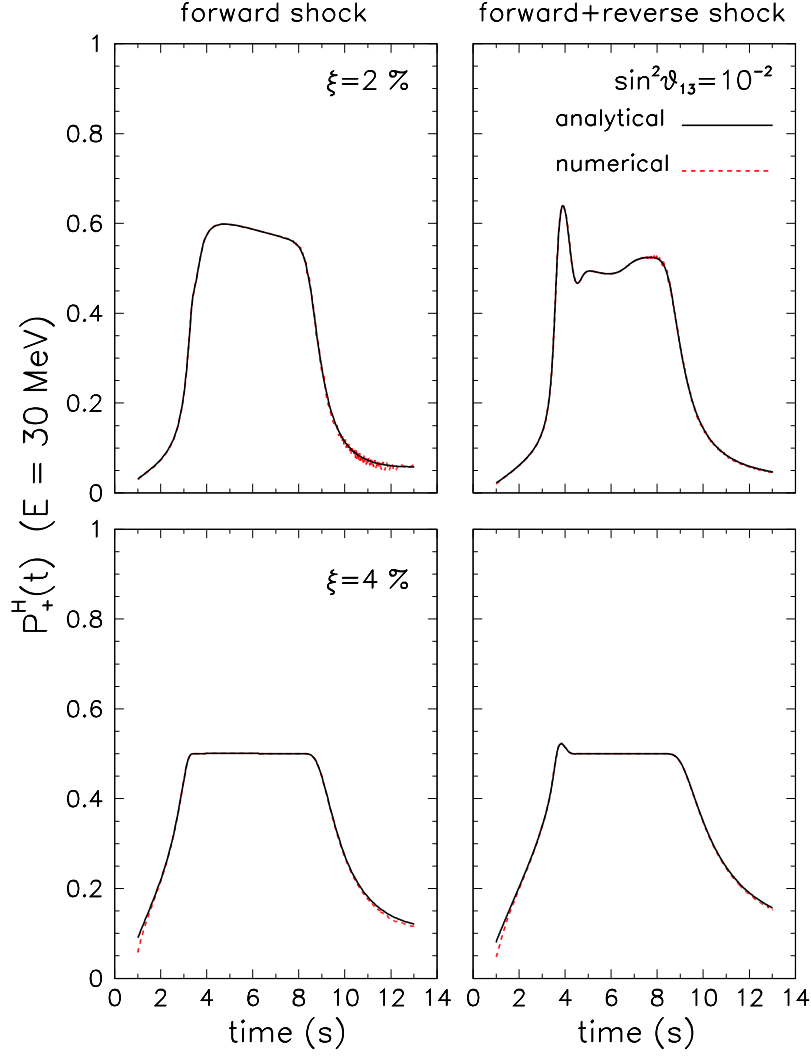 forward shock
forward+reverse shock
ξ=2 %
sin²ϑ₁₃=10⁻²
analytical
numerical
1
0.8
0.6
0.4
0.2
0
P₊ᴴ(t) (E = 30 MeV)
ξ=4 %
1
0.8
0.6
0.4
0.2
0
0 2 4 6 8 10 12 14
0 2 4 6 8 10 12 14
time (s)
time (s)